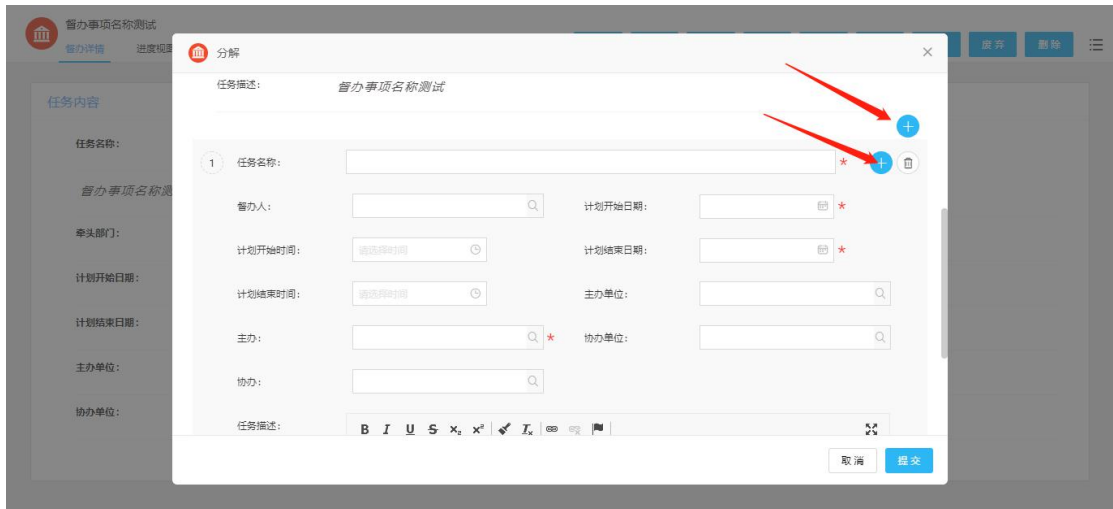 督办事项名称测试
督办详情 进度视图
废弃 删除
分解
任务描述： 督办事项名称测试
任务内容
任务名称：
督办事项名称测
牵头部门：
计划开始日期：
计划结束日期：
主办单位：
协办单位：
1 任务名称： *
督办人： 计划开始日期： *
计划开始时间： 请选择时间 计划结束日期： *
计划结束时间： 请选择时间 主办单位：
主办： * 协办单位：
协办：
任务描述： B I U S x₂ x² Tx
取消 提交